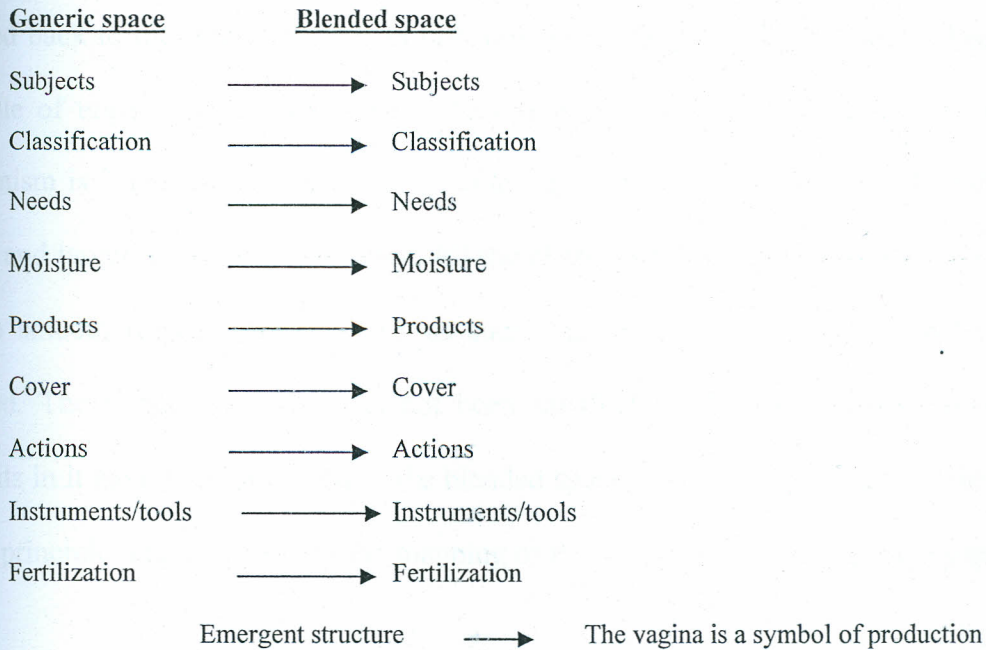 Generic space Blended space
Subjects → Subjects
Classification → Classification
Needs → Needs
Moisture → Moisture
Products → Products
Cover → Cover
Actions → Actions
Instruments/tools → Instruments/tools
Fertilization → Fertilization
Emergent structure → The vagina is a symbol of production